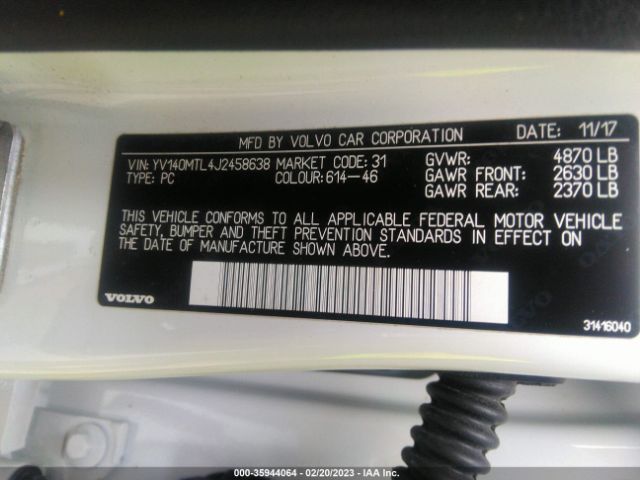 MFD BY VOLVO CAR CORPORATION DATE: 11/17
VIN: YV140MTL4J2458638 MARKET CODE: 31 GVWR: 4870 LB
TYPE: PC COLOUR: 614-46 GAWR FRONT: 2630 LB
GAWR REAR: 2370 LB
THIS VEHICLE CONFORMS TO ALL APPLICABLE FEDERAL MOTOR VEHICLE
SAFETY, BUMPER AND THEFT PREVENTION STANDARDS IN EFFECT ON
THE DATE OF MANUFACTURE SHOWN ABOVE.
VOLVO
31416040
000-35944064 - 02/20/2023 - IAA Inc.